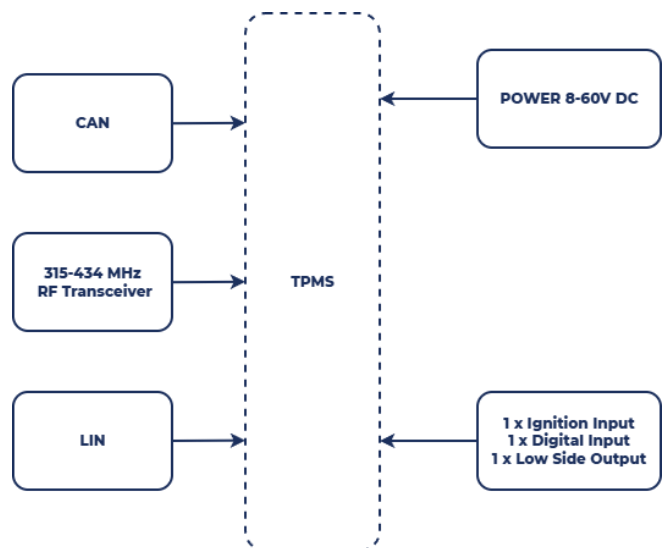 CAN
315-434 MHz
RF Transceiver
LIN
TPMS
POWER 8-60V DC
1 x Ignition Input
1 x Digital Input
1 x Low Side Output